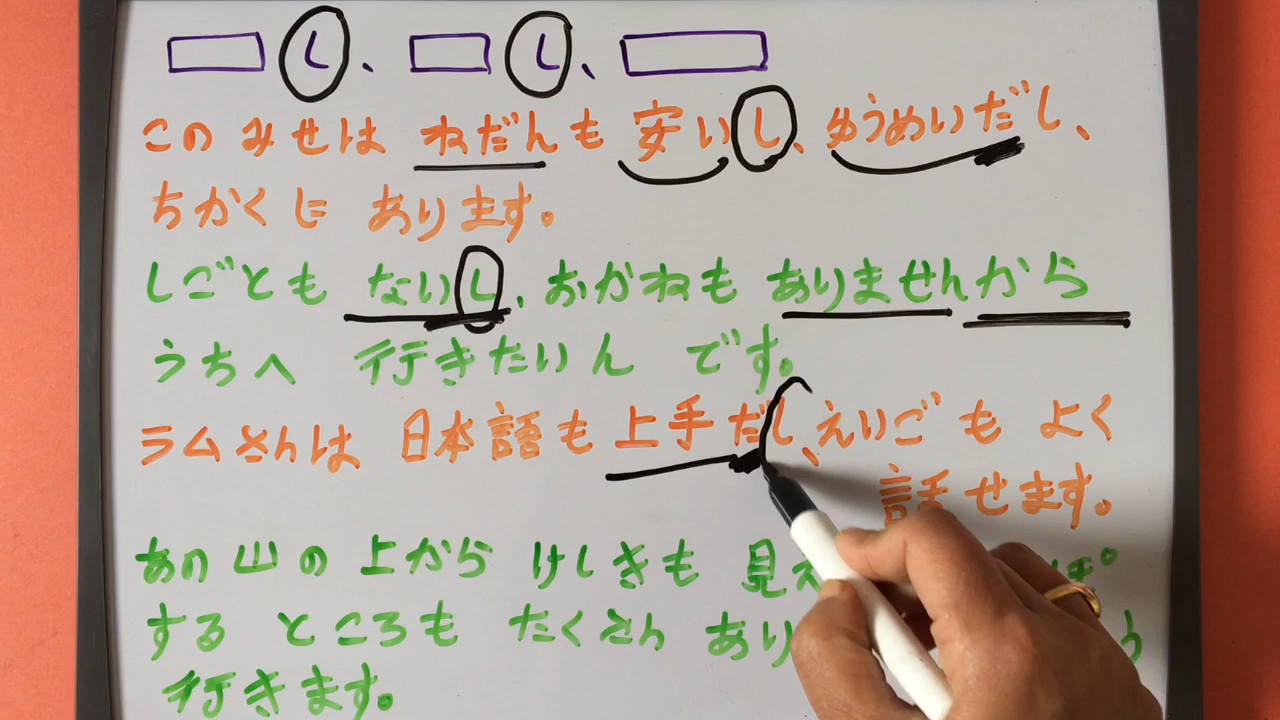 し、し、
このみせは ねだんも 安いし、ゆうめいだし、
ちかくに あります。
しごとも ないし、おかねも ありませんから
うちへ 行きたいん です。
ラムさんは 日本語も 上手だし、えいごも よく
話せます。
あの山の上から けしきも 見え
する ところも たくさん あり
行きます。